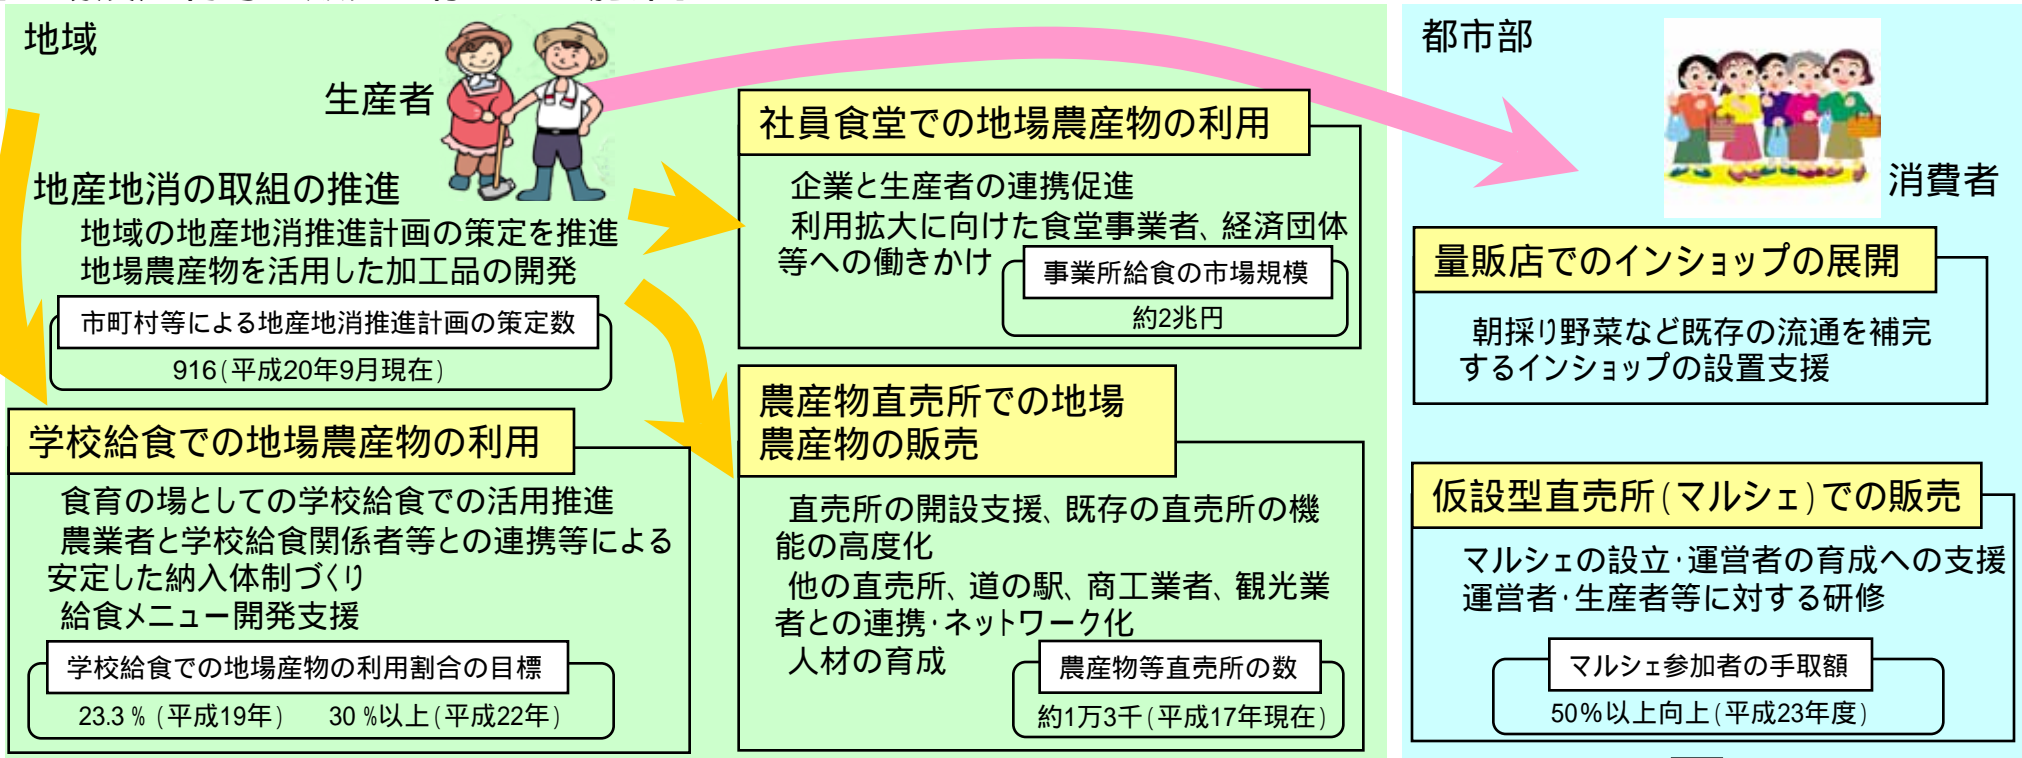 地域
生産者
地産地消の取組の推進
地域の地産地消推進計画の策定を推進
地場農産物を活用した加工品の開発
市町村等による地産地消推進計画の策定数
916(平成20年9月現在)
学校給食での地場農産物の利用
食育の場としての学校給食での活用推進
農業者と学校給食関係者等との連携等による
安定した納入体制づくり
給食メニュー開発支援
学校給食での地場産物の利用割合の目標
23.3%(平成19年) 30%以上(平成22年)
社員食堂での地場農産物の利用
企業と生産者の連携促進
利用拡大に向けた食堂事業者、経済団体
等への働きかけ
事業所給食の市場規模
約2兆円
農産物直売所での地場
農産物の販売
直売所の開設支援、既存の直売所の機
能の高度化
他の直売所、道の駅、商工業者、観光業
者との連携・ネットワーク化
人材の育成
農産物等直売所の数
約1万3千(平成17年現在)
都市部
消費者
量販店でのインショップの展開
朝採り野菜など既存の流通を補完
するインショップの設置支援
仮設型直売所(マルシェ)での販売
マルシェの設立・運営者の育成への支援
運営者・生産者等に対する研修
マルシェ参加者の手取額
50%以上向上(平成23年度)